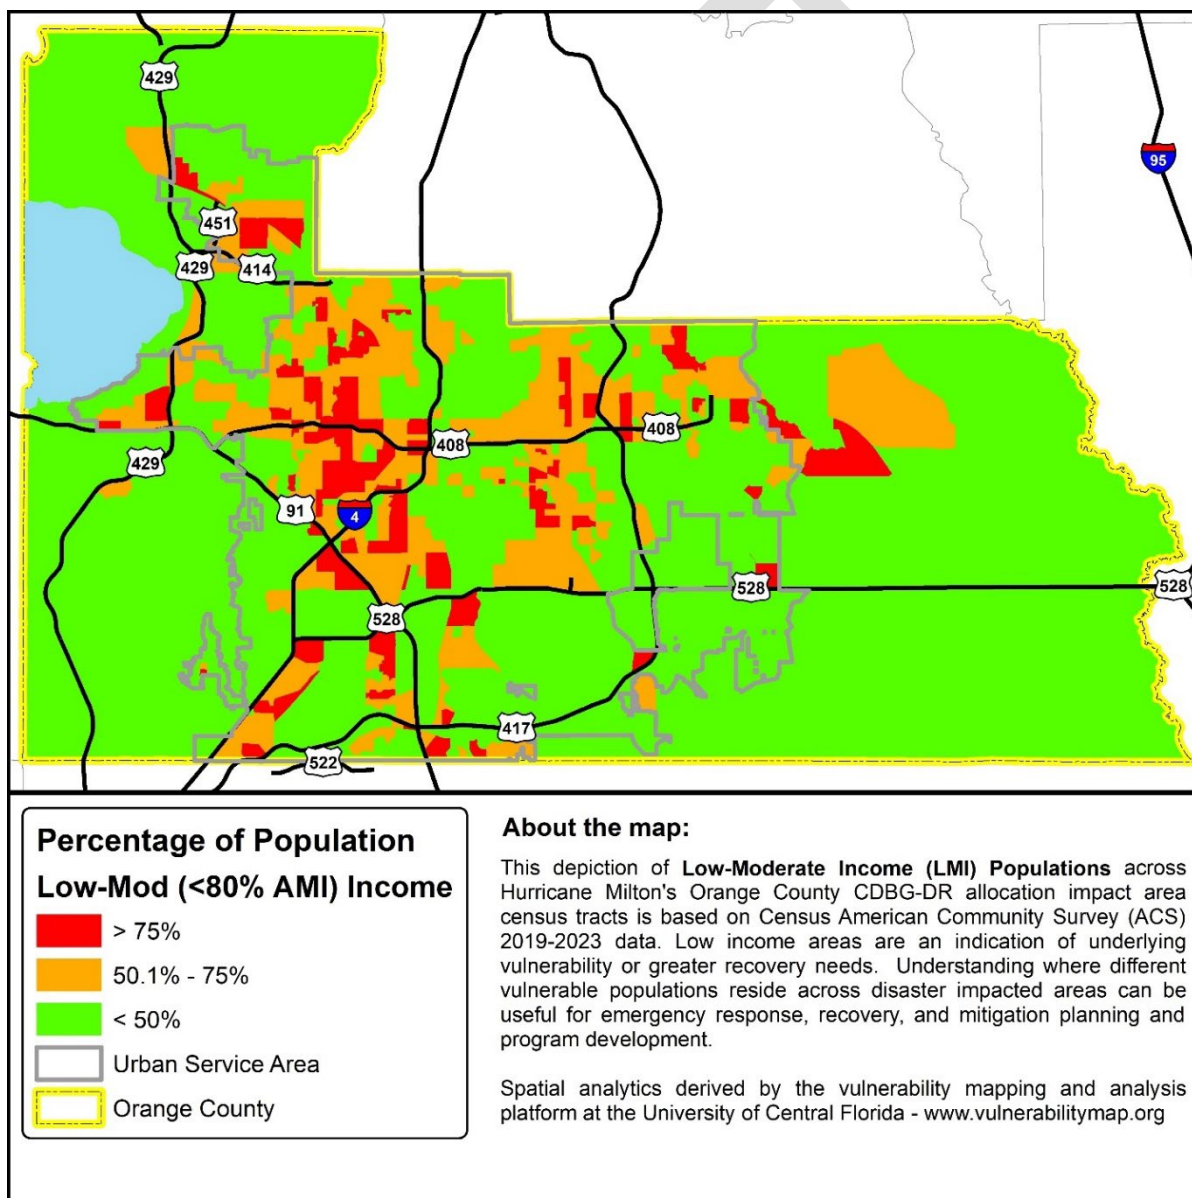 429
95
451
429
414
408
408
429
91
4
528
528
528
417
522
Percentage of Population
Low-Mod (<80% AMI) Income
> 75%
50.1% - 75%
< 50%
Urban Service Area
Orange County
About the map:
This depiction of Low-Moderate Income (LMI) Populations across
Hurricane Milton's Orange County CDBG-DR allocation impact area
census tracts is based on Census American Community Survey (ACS)
2019-2023 data. Low income areas are an indication of underlying
vulnerability or greater recovery needs. Understanding where different
vulnerable populations reside across disaster impacted areas can be
useful for emergency response, recovery, and mitigation planning and
program development.
Spatial analytics derived by the vulnerability mapping and analysis
platform at the University of Central Florida - www.vulnerabilitymap.org